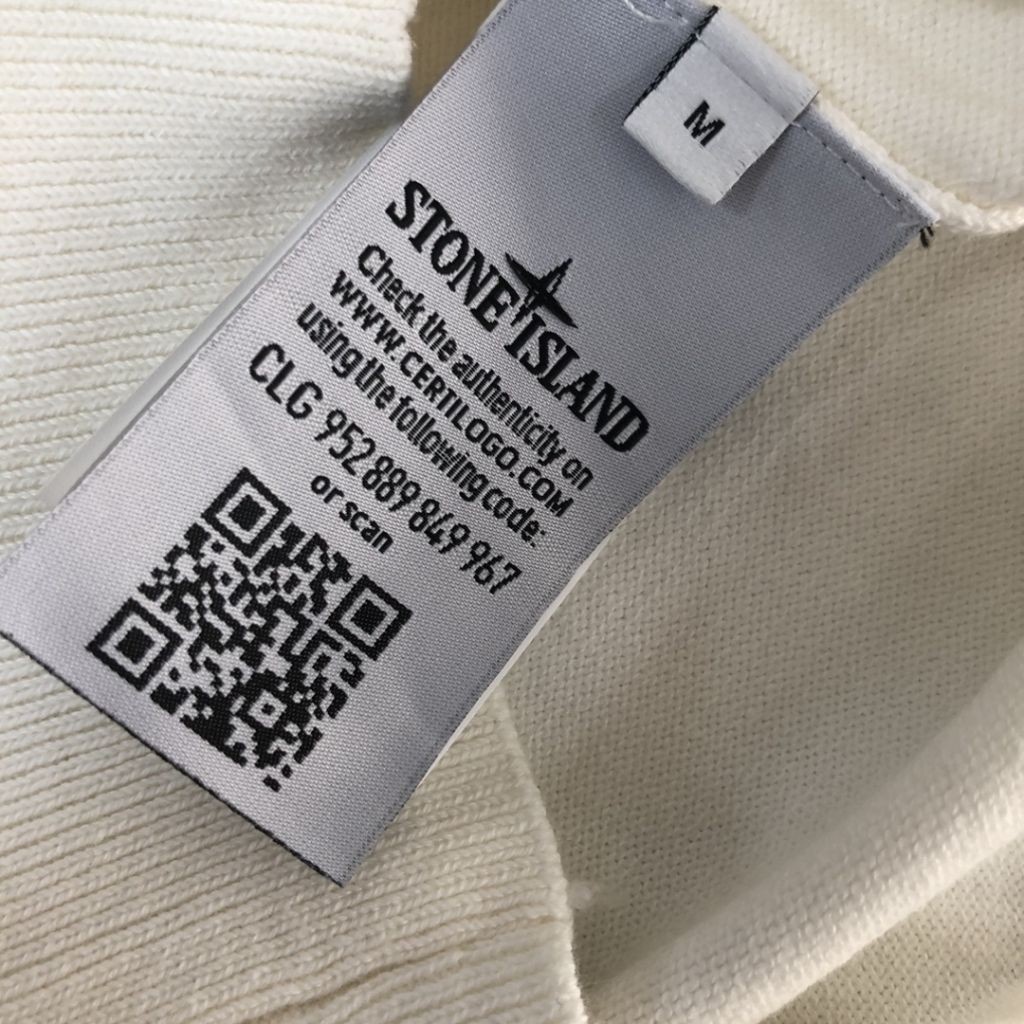 M
STONE ISLAND
Check the authenticity on
WWW.CERTILOGO.COM
using the following code:
CLG 952 889 849 967
or scan